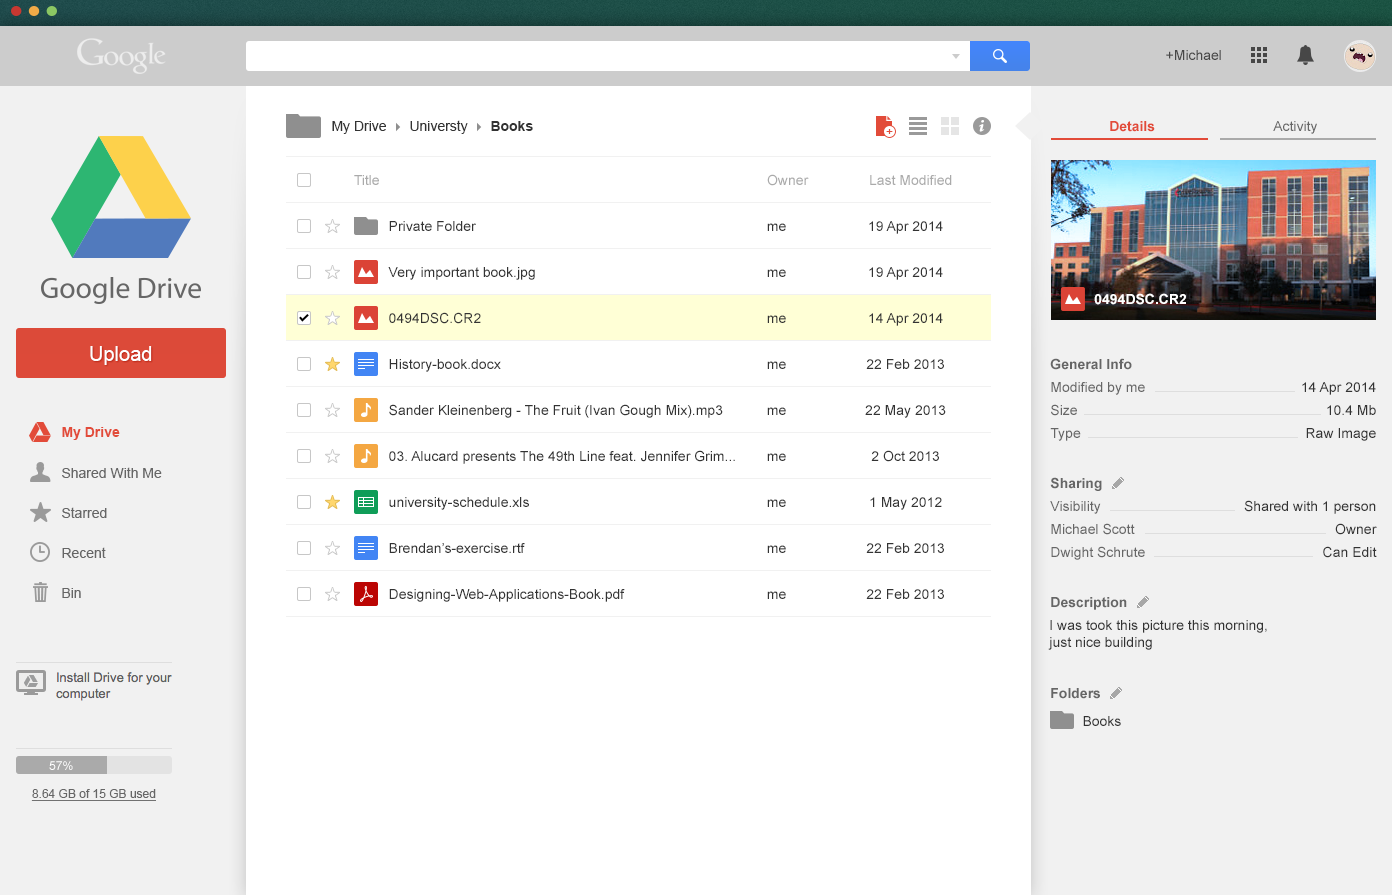 Google
+Michael
Google Drive
Upload
My Drive
Shared With Me
Starred
Recent
Bin
Install Drive for your
computer
57%
8.64 GB of 15 GB used
My Drive Universty Books
Title Owner Last Modified
Private Folder me 19 Apr 2014
Very important book.jpg me 19 Apr 2014
0494DSC.CR2 me 14 Apr 2014
History-book.docx me 22 Feb 2013
Sander Kleinenberg - The Fruit (Ivan Gough Mix).mp3 me 22 May 2013
03. Alucard presents The 49th Line feat. Jennifer Grim... me 2 Oct 2013
university-schedule.xls me 1 May 2012
Brendan's-exercise.rtf me 22 Feb 2013
Designing-Web-Applications-Book.pdf me 22 Feb 2013
Details Activity
0494DSC.CR2
General Info
Modified by me 14 Apr 2014
Size 10.4 Mb
Type Raw Image
Sharing
Visibility Shared with 1 person
Michael Scott Owner
Dwight Schrute Can Edit
Description
I was took this picture this morning,
just nice building
Folders
Books